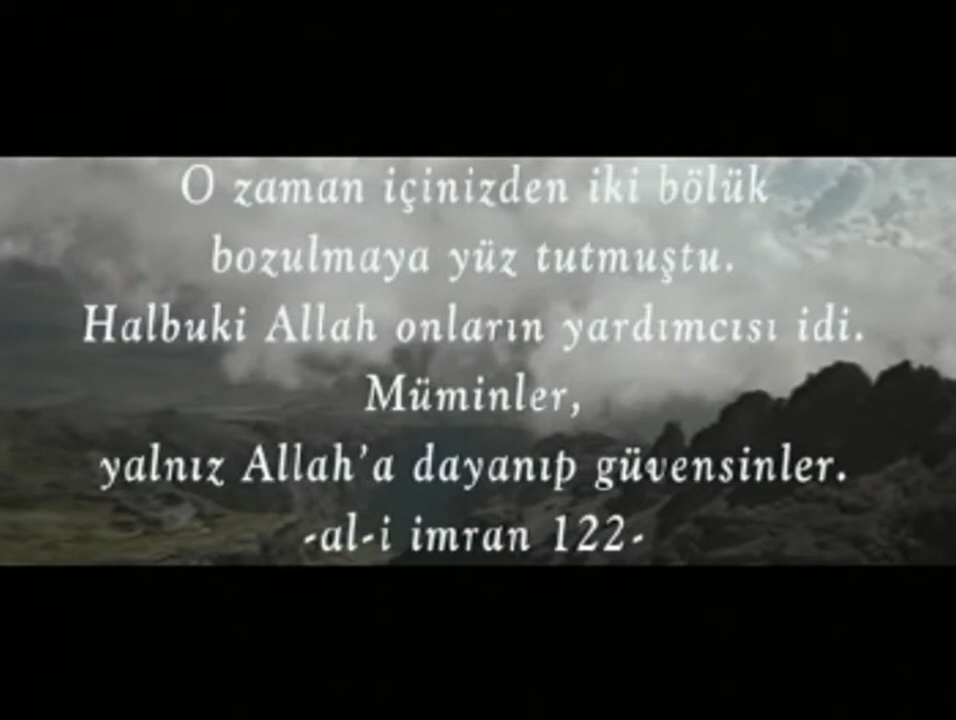 O zaman içinizden iki bölük
bozulmaya yüz tutmuştu.
Halbuki Allah onların yardımcısı idi.
Müminler,
yalnız Allah'a dayanıp güvensinler.
-al-i imran 122-